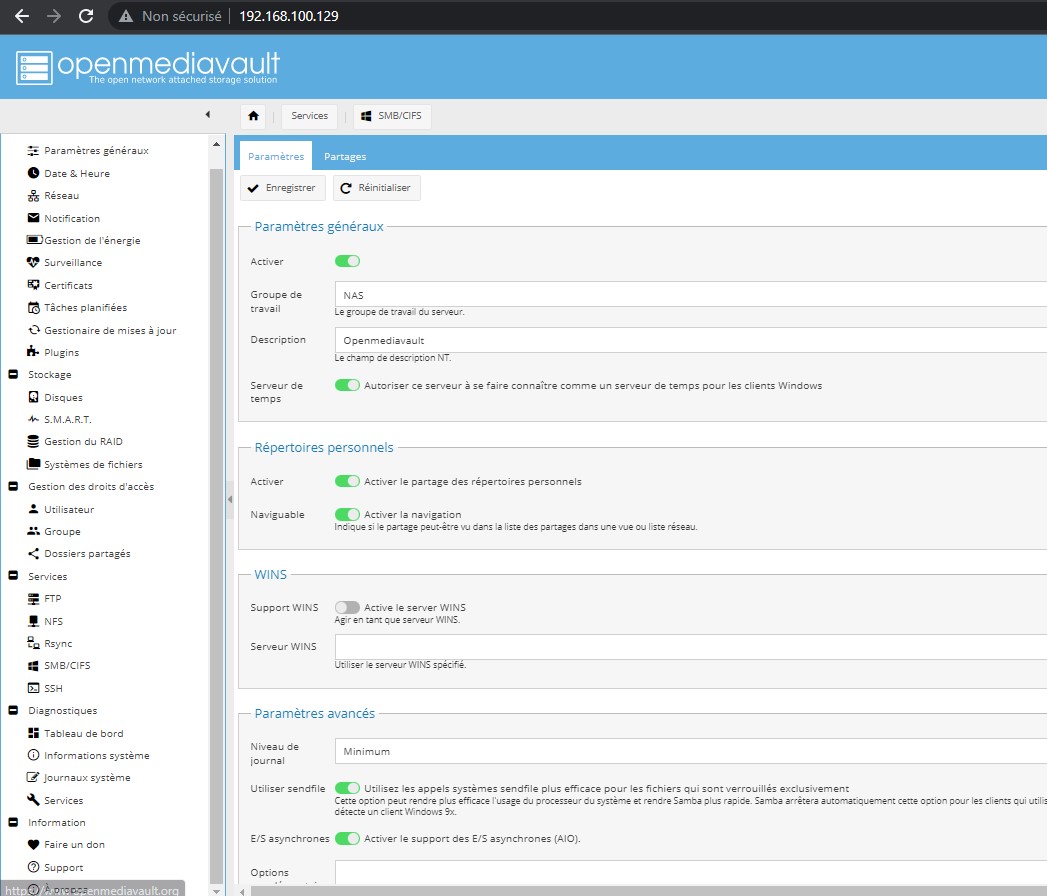 Non sécurisé 192.168.100.129
openmediavault
The open network attached storage solution
Services SMB/CIFS
Paramètres généraux
Date & Heure
Réseau
Notification
Gestion de l'énergie
Surveillance
Certificats
Tâches planifiées
Gestionaire de mises à jour
Plugins
Stockage
Disques
S.M.A.R.T.
Gestion du RAID
Systèmes de fichiers
Gestion des droits d'accès
Utilisateur
Groupe
Dossiers partagés
Services
FTP
NFS
Rsync
SMB/CIFS
SSH
Diagnostiques
Tableau de bord
Informations système
Journaux système
Services
Information
Faire un don
Support
À propos
https://www.openmediavault.org
Paramètres Partages
Enregistrer Réinitialiser
Paramètres généraux
Activer
Groupe de
travail
NAS
Le groupe de travail du serveur.
Description
Openmediavault
Le champ de description NT.
Serveur de
temps
Autoriser ce serveur à se faire connaître comme un serveur de temps pour les clients Windows
Répertoires personnels
Activer
Activer le partage des répertoires personnels
Naviguable
Activer la navigation
Indique si le partage peut-être vu dans la liste des partages dans une vue ou liste réseau.
WINS
Support WINS
Active le server WINS
Agir en tant que serveur WINS.
Serveur WINS
Utiliser le serveur WINS spécifié.
Paramètres avancés
Niveau de
journal
Minimum
Utiliser sendfile
Utilisez les appels systèmes sendfile plus efficace pour les fichiers qui sont verrouillés exclusivement
Cette option peut rendre plus efficace l'usage du processeur du système et rendre Samba plus rapide. Samba arrêtera automatiquement cette option pour les clients qui utilis
détecte un client Windows 9x.
E/S asynchrones
Activer le support des E/S asynchrones (AIO).
Options